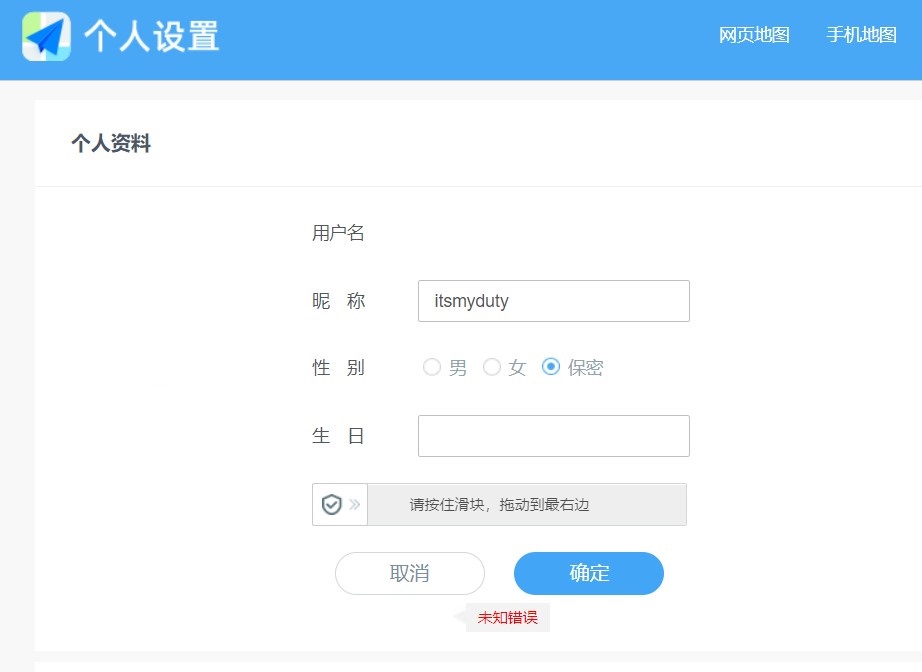 个人设置 网页地图 手机地图
个人资料
用户名
昵 称 itsmyduty
性 别 男 女 保密
生 日
请按住滑块，拖动到最右边
取消 确定
未知错误